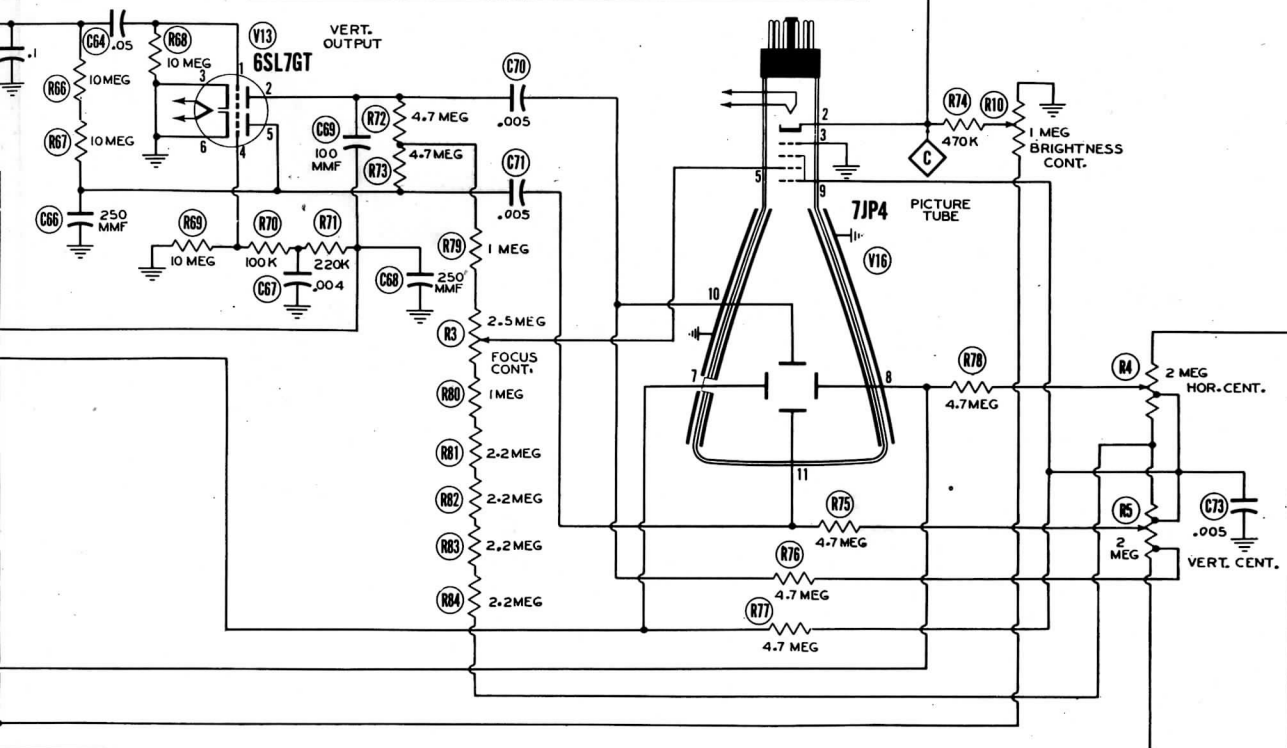 C64
.05
.1
R68
10 MEG
V13
6SL7GT
VERT.
OUTPUT
R66
10MEG
R67
10 MEG
3
1
2
5
6
4
C66
250
MMF
R69
10 MEG
R70
100K
R71
220K
C67
.004
C68
250
MMF
C69
100
MMF
R72
4.7 MEG
R73
4.7MEG
C70
.005
C71
.005
R79
1 MEG
R3
2.5MEG
FOCUS
CONT.
R80
1MEG
R81
2.2MEG
R82
2.2MEG
R83
2.2MEG
R84
2.2MEG
2
3
5
9
7JP4
PICTURE
TUBE
V16
10
7
8
11
C
R74
470K
R10
1 MEG
BRIGHTNESS
CONT.
R78
4.7MEG
R4
2 MEG
HOR. CENT.
R75
4.7 MEG
R76
4.7 MEG
R77
4.7 MEG
R5
2
MEG
VERT. CENT.
C73
.005